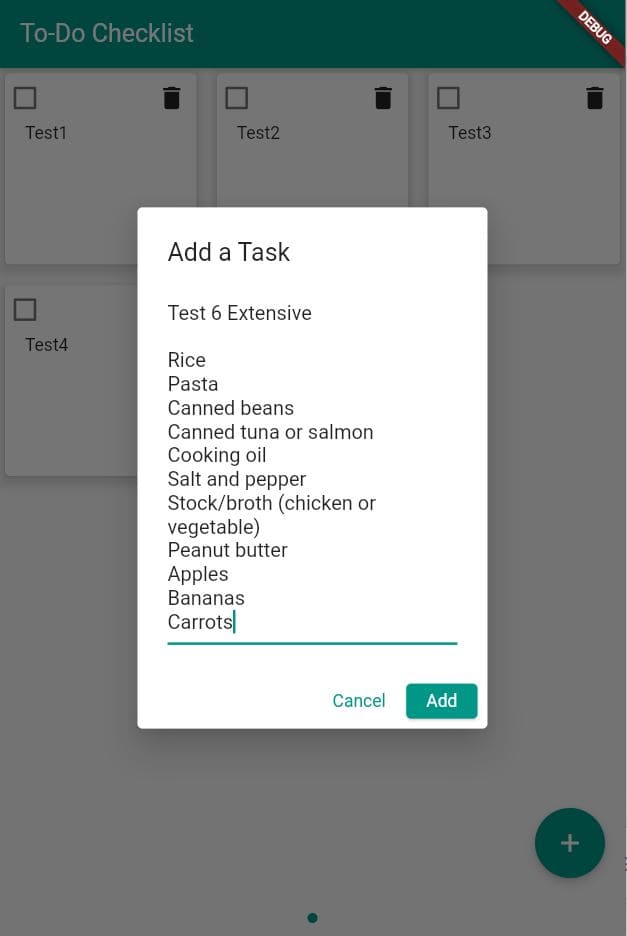 To-Do Checklist
DEBUG
Test1
Test2
Test3
Test4
Add a Task
Test 6 Extensive
Rice
Pasta
Canned beans
Canned tuna or salmon
Cooking oil
Salt and pepper
Stock/broth (chicken or
vegetable)
Peanut butter
Apples
Bananas
Carrots
Cancel
Add